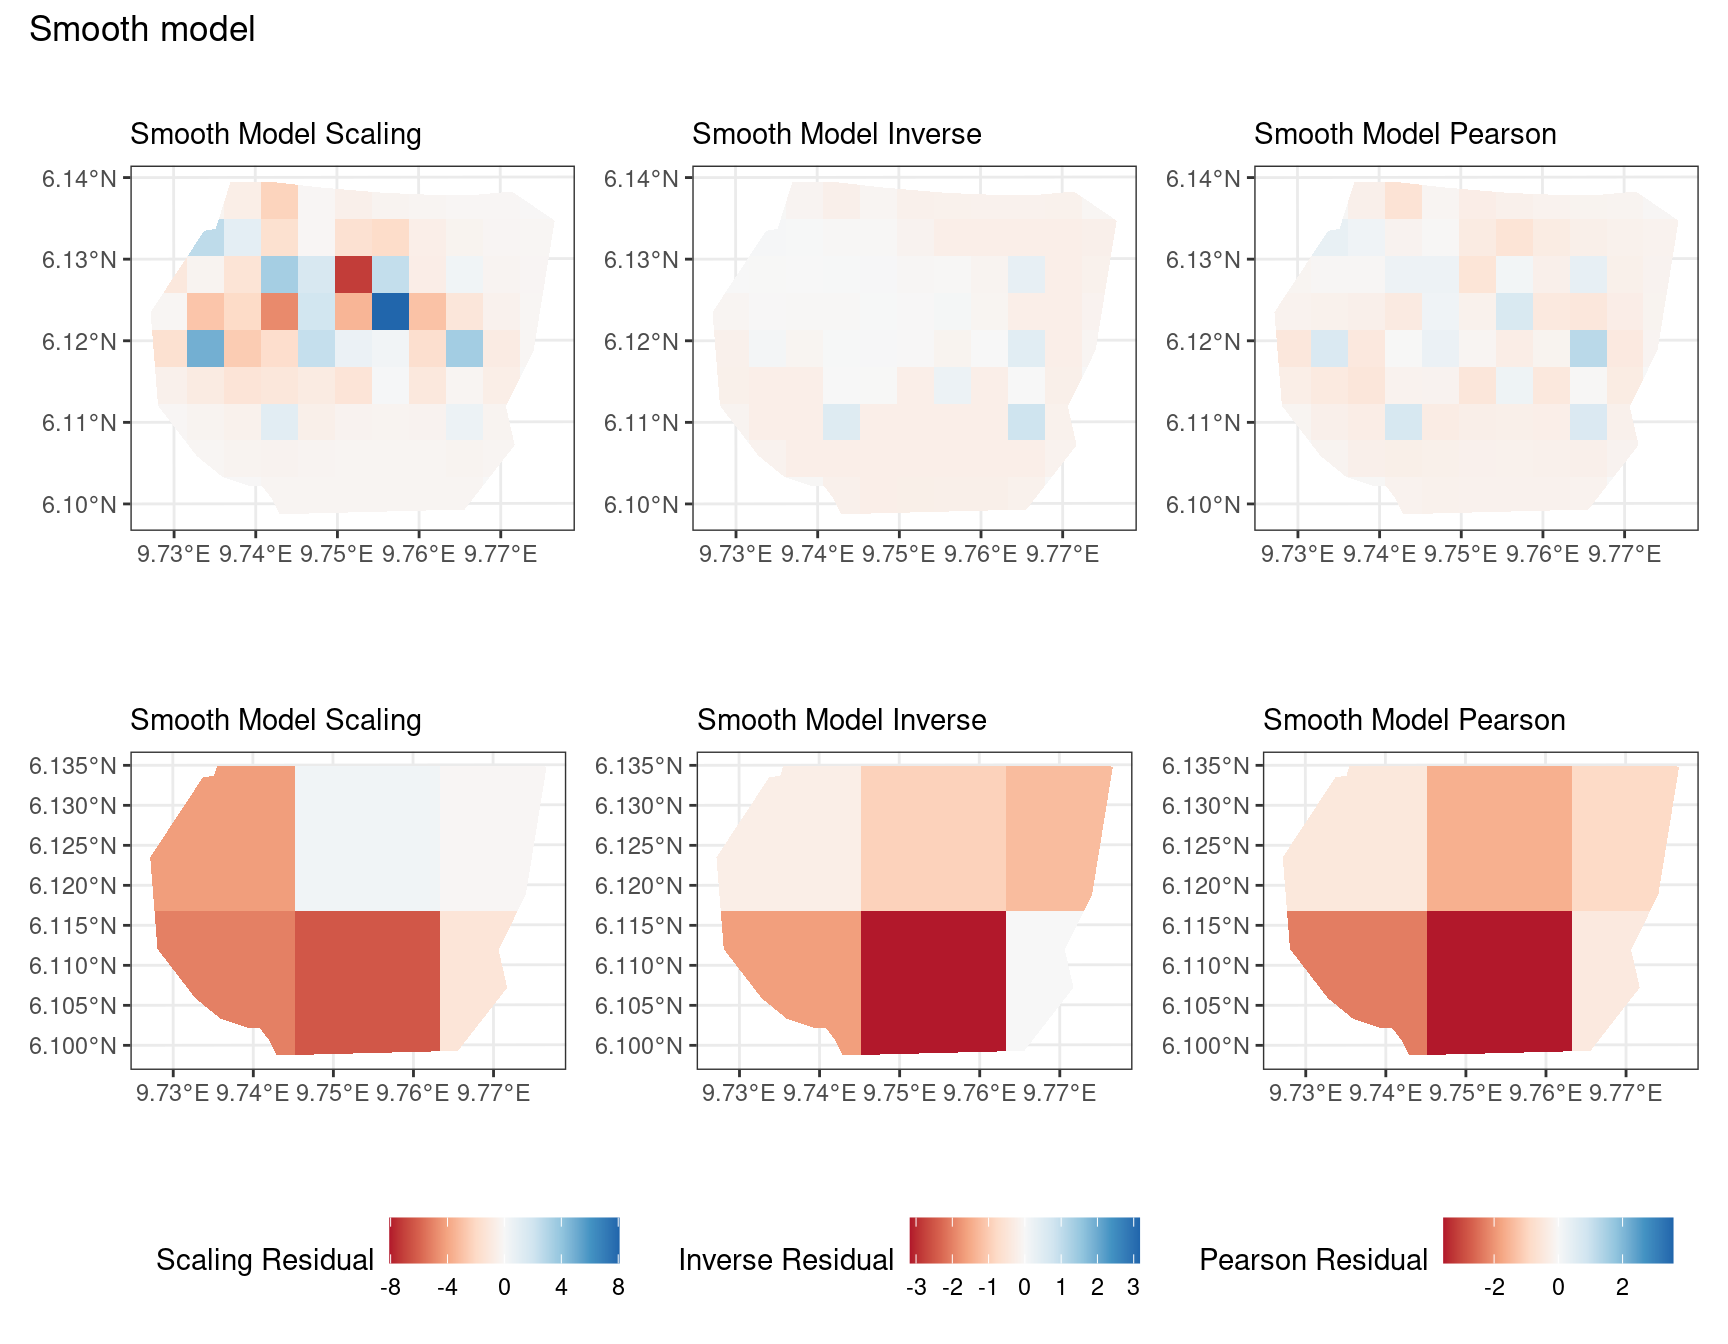 Smooth model
Smooth Model Scaling
Smooth Model Inverse
Smooth Model Pearson
6.14°N
6.13°N
6.12°N
6.11°N
6.10°N
9.73°E 9.74°E 9.75°E 9.76°E 9.77°E
6.14°N
6.13°N
6.12°N
6.11°N
6.10°N
9.73°E 9.74°E 9.75°E 9.76°E 9.77°E
6.14°N
6.13°N
6.12°N
6.11°N
6.10°N
9.73°E 9.74°E 9.75°E 9.76°E 9.77°E
Smooth Model Scaling
Smooth Model Inverse
Smooth Model Pearson
6.135°N
6.130°N
6.125°N
6.120°N
6.115°N
6.110°N
6.105°N
6.100°N
9.73°E 9.74°E 9.75°E 9.76°E 9.77°E
6.135°N
6.130°N
6.125°N
6.120°N
6.115°N
6.110°N
6.105°N
6.100°N
9.73°E 9.74°E 9.75°E 9.76°E 9.77°E
6.135°N
6.130°N
6.125°N
6.120°N
6.115°N
6.110°N
6.105°N
6.100°N
9.73°E 9.74°E 9.75°E 9.76°E 9.77°E
Scaling Residual
-8 -4 0 4 8
Inverse Residual
-3 -2 -1 0 1 2 3
Pearson Residual
-2 0 2